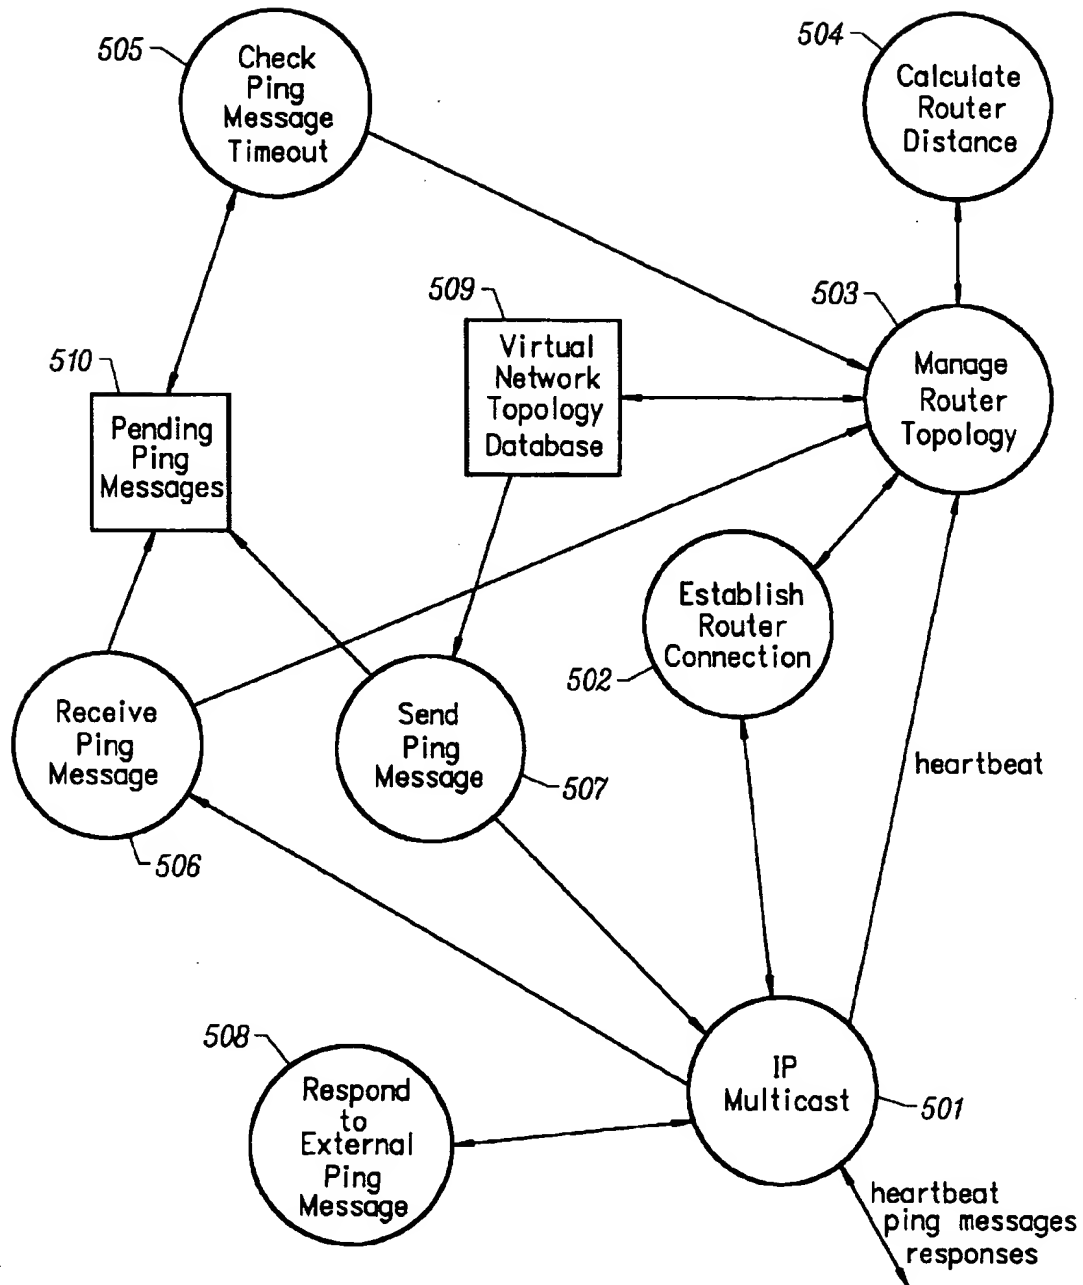 505
Check
Ping
Message
Timeout
504
Calculate
Router
Distance
509
Virtual
Network
Topology
Database
503
Manage
Router
Topology
510
Pending
Ping
Messages
Establish
Router
Connection
502
Receive
Ping
Message
506
Send
Ping
Message
507
heartbeat
508
Respond
to
External
Ping
Message
IP
Multicast
501
heartbeat
ping messages
responses